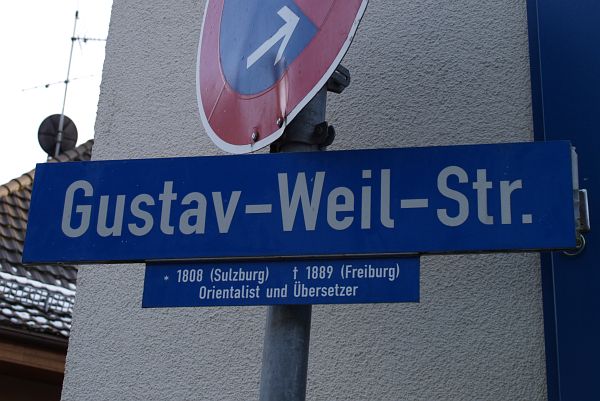 Gustav-Weil-Str.
* 1808 (Sulzburg) † 1889 (Freiburg)
Orientalist und Übersetzer